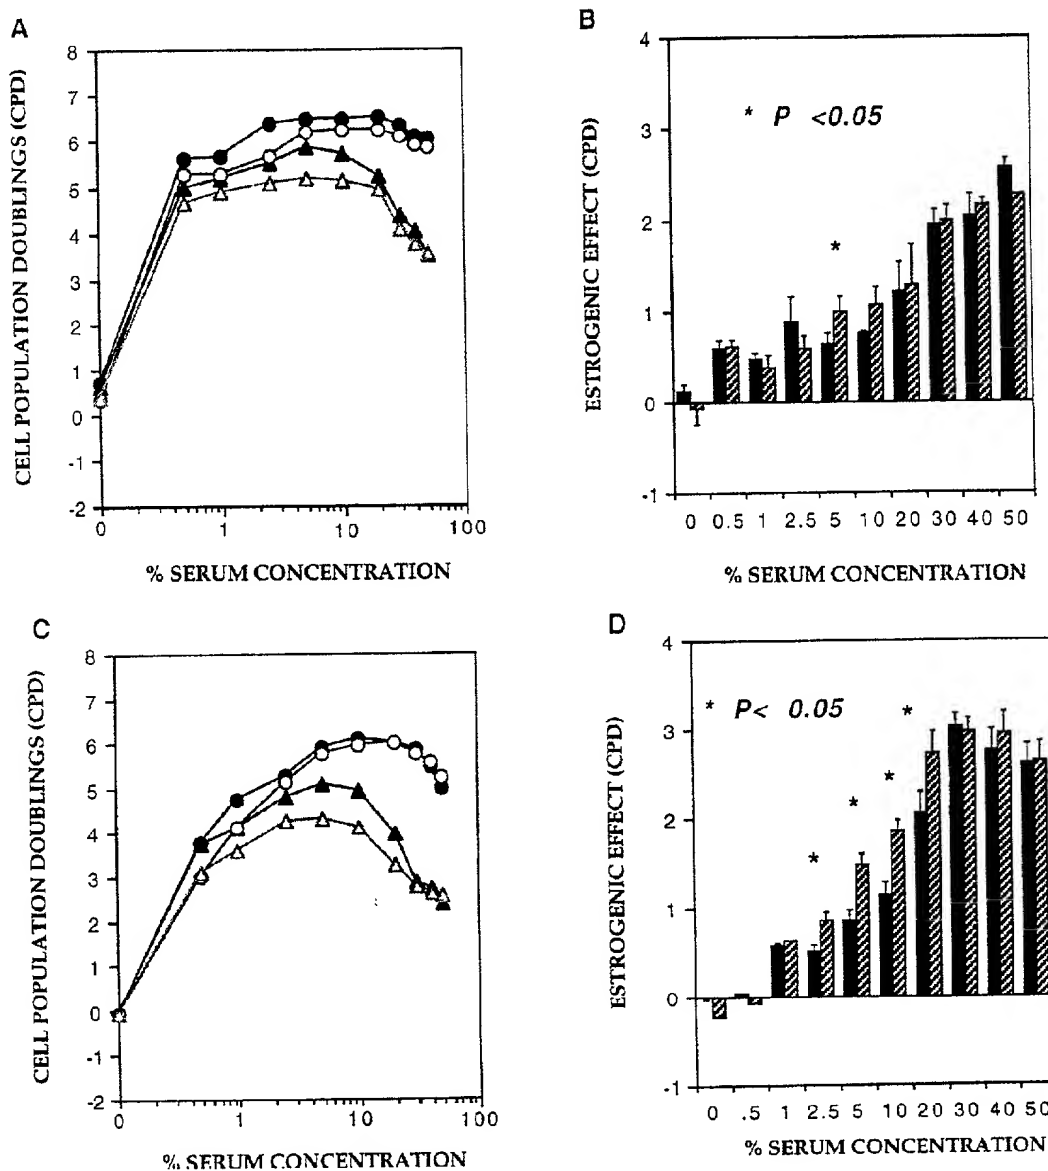 A
CELL POPULATION DOUBLINGS (CPD)
8
7
6
5
4
3
2
1
0
-1
-2
0 1 10 100
% SERUM CONCENTRATION
B
ESTROGENIC EFFECT (CPD)
4
3
2
1
0
-1
* P <0.05
*
0 0.5 1 2.5 5 10 20 30 40 50
% SERUM CONCENTRATION
C
CELL POPULATION DOUBLINGS (CPD)
8
7
6
5
4
3
2
1
0
-1
-2
0 1 10 100
% SERUM CONCENTRATION
D
ESTROGENIC EFFECT (CPD)
4
3
2
1
0
-1
* P< 0.05
*
*
*
*
0 .5 1 2.5 5 10 20 30 40 50
% SERUM CONCENTRATION